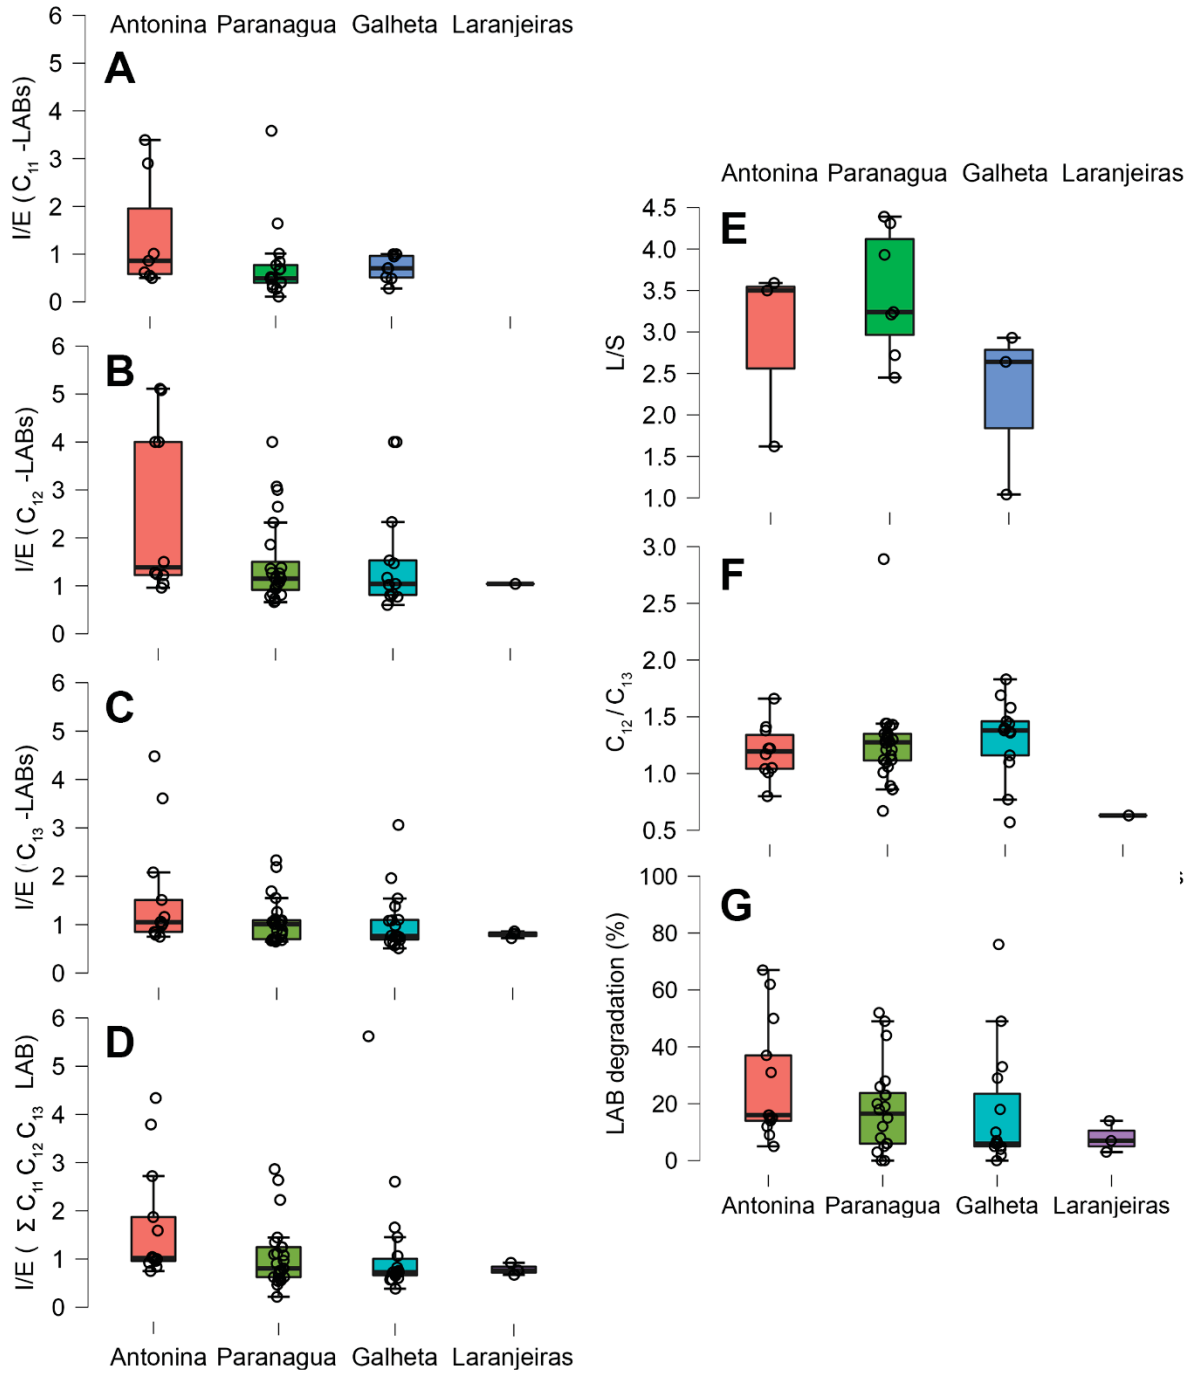 Antonina Paranagua Galheta Laranjeiras
A
I/E ( C11 -LABs)
6
5
4
3
2
1
0
B
I/E ( C12 -LABs)
6
5
4
3
2
1
0
C
I/E ( C13 -LABs)
6
5
4
3
2
1
0
D
I/E ( Σ C11 C12 C13 LAB)
6
5
4
3
2
1
0
Antonina Paranagua Galheta Laranjeiras
Antonina Paranagua Galheta Laranjeiras
E
L/S
4.5
4.0
3.5
3.0
2.5
2.0
1.5
1.0
F
C12 / C13
3.0
2.5
2.0
1.5
1.0
0.5
G
LAB degradation (%)
100
80
60
40
20
0
Antonina Paranagua Galheta Laranjeiras